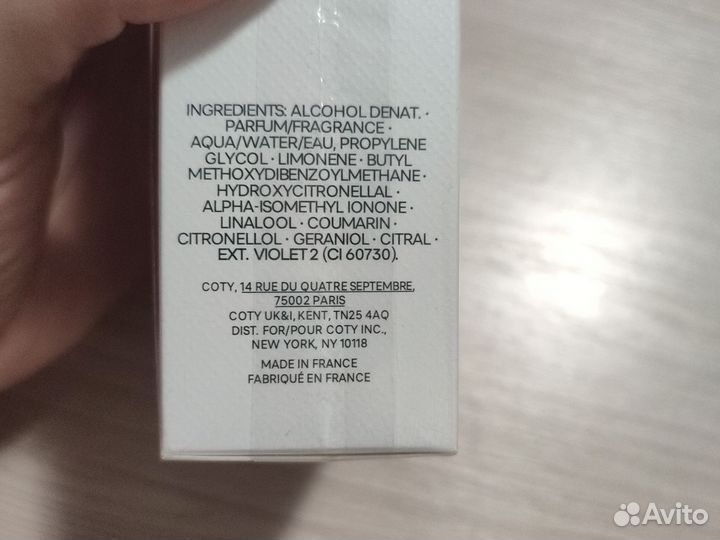 INGREDIENTS: ALCOHOL DENAT. ·
PARFUM/FRAGRANCE ·
AQUA/WATER/EAU, PROPYLENE
GLYCOL · LIMONENE · BUTYL
METHOXYDIBENZOYLMETHANE ·
HYDROXYCITRONELLAL ·
ALPHA-ISOMETHYL IONONE ·
LINALOOL · COUMARIN ·
CITRONELLOL · GERANIOL · CITRAL ·
EXT. VIOLET 2 (CI 60730).
COTY, 14 RUE DU QUATRE SEPTEMBRE,
75002 PARIS
COTY UK&I, KENT, TN25 4AQ
DIST. FOR/POUR COTY INC.,
NEW YORK, NY 10118
MADE IN FRANCE
FABRIQUÉ EN FRANCE
Avito